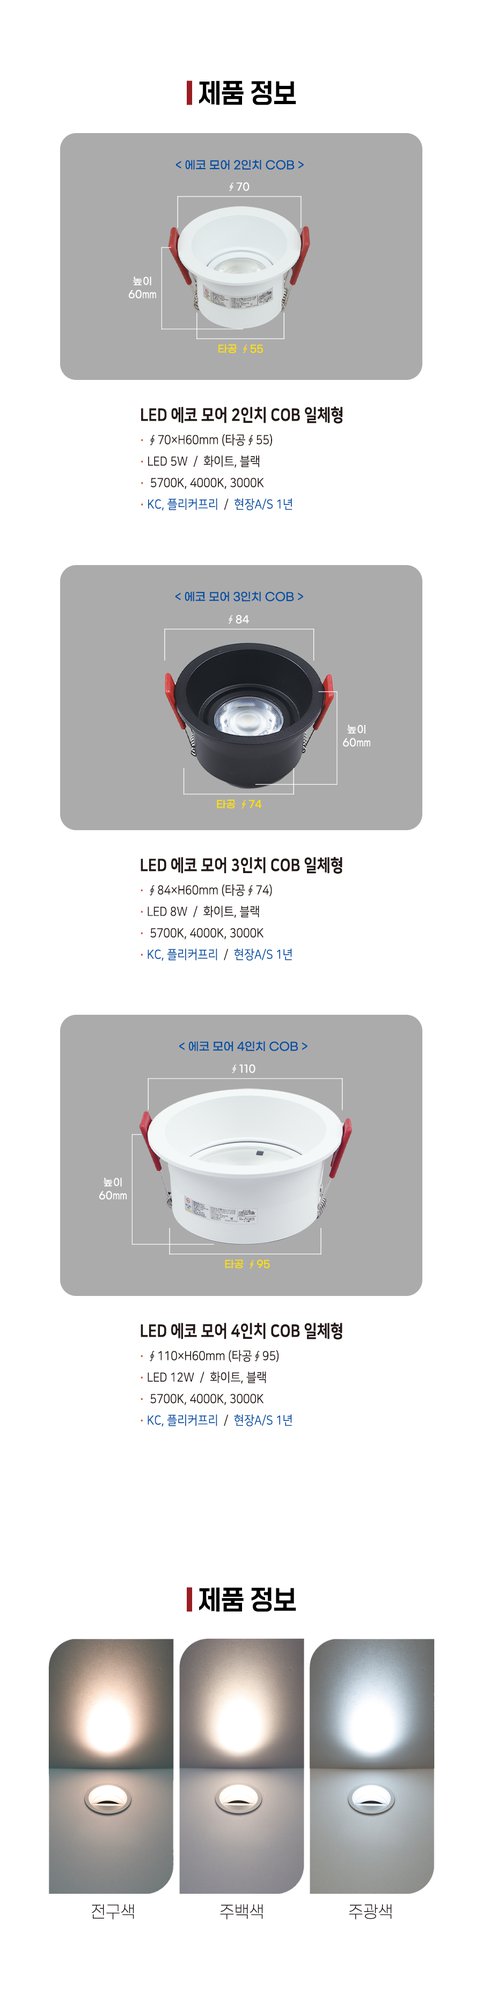 제품 정보
< 에코 모어 2인치 COB >
∮70
높이
60mm
타공 ∮55
LED 에코 모어 2인치 COB 일체형
· ∮70×H60mm (타공∮55)
· LED 5W / 화이트, 블랙
· 5700K, 4000K, 3000K
· KC, 플리커프리 / 현장A/S 1년
< 에코 모어 3인치 COB >
∮84
높이
60mm
타공 ∮74
LED 에코 모어 3인치 COB 일체형
· ∮84×H60mm (타공∮74)
· LED 8W / 화이트, 블랙
· 5700K, 4000K, 3000K
· KC, 플리커프리 / 현장A/S 1년
< 에코 모어 4인치 COB >
∮110
높이
60mm
타공 ∮95
LED 에코 모어 4인치 COB 일체형
· ∮110×H60mm (타공∮95)
· LED 12W / 화이트, 블랙
· 5700K, 4000K, 3000K
· KC, 플리커프리 / 현장A/S 1년
제품 정보
전구색 주백색 주광색